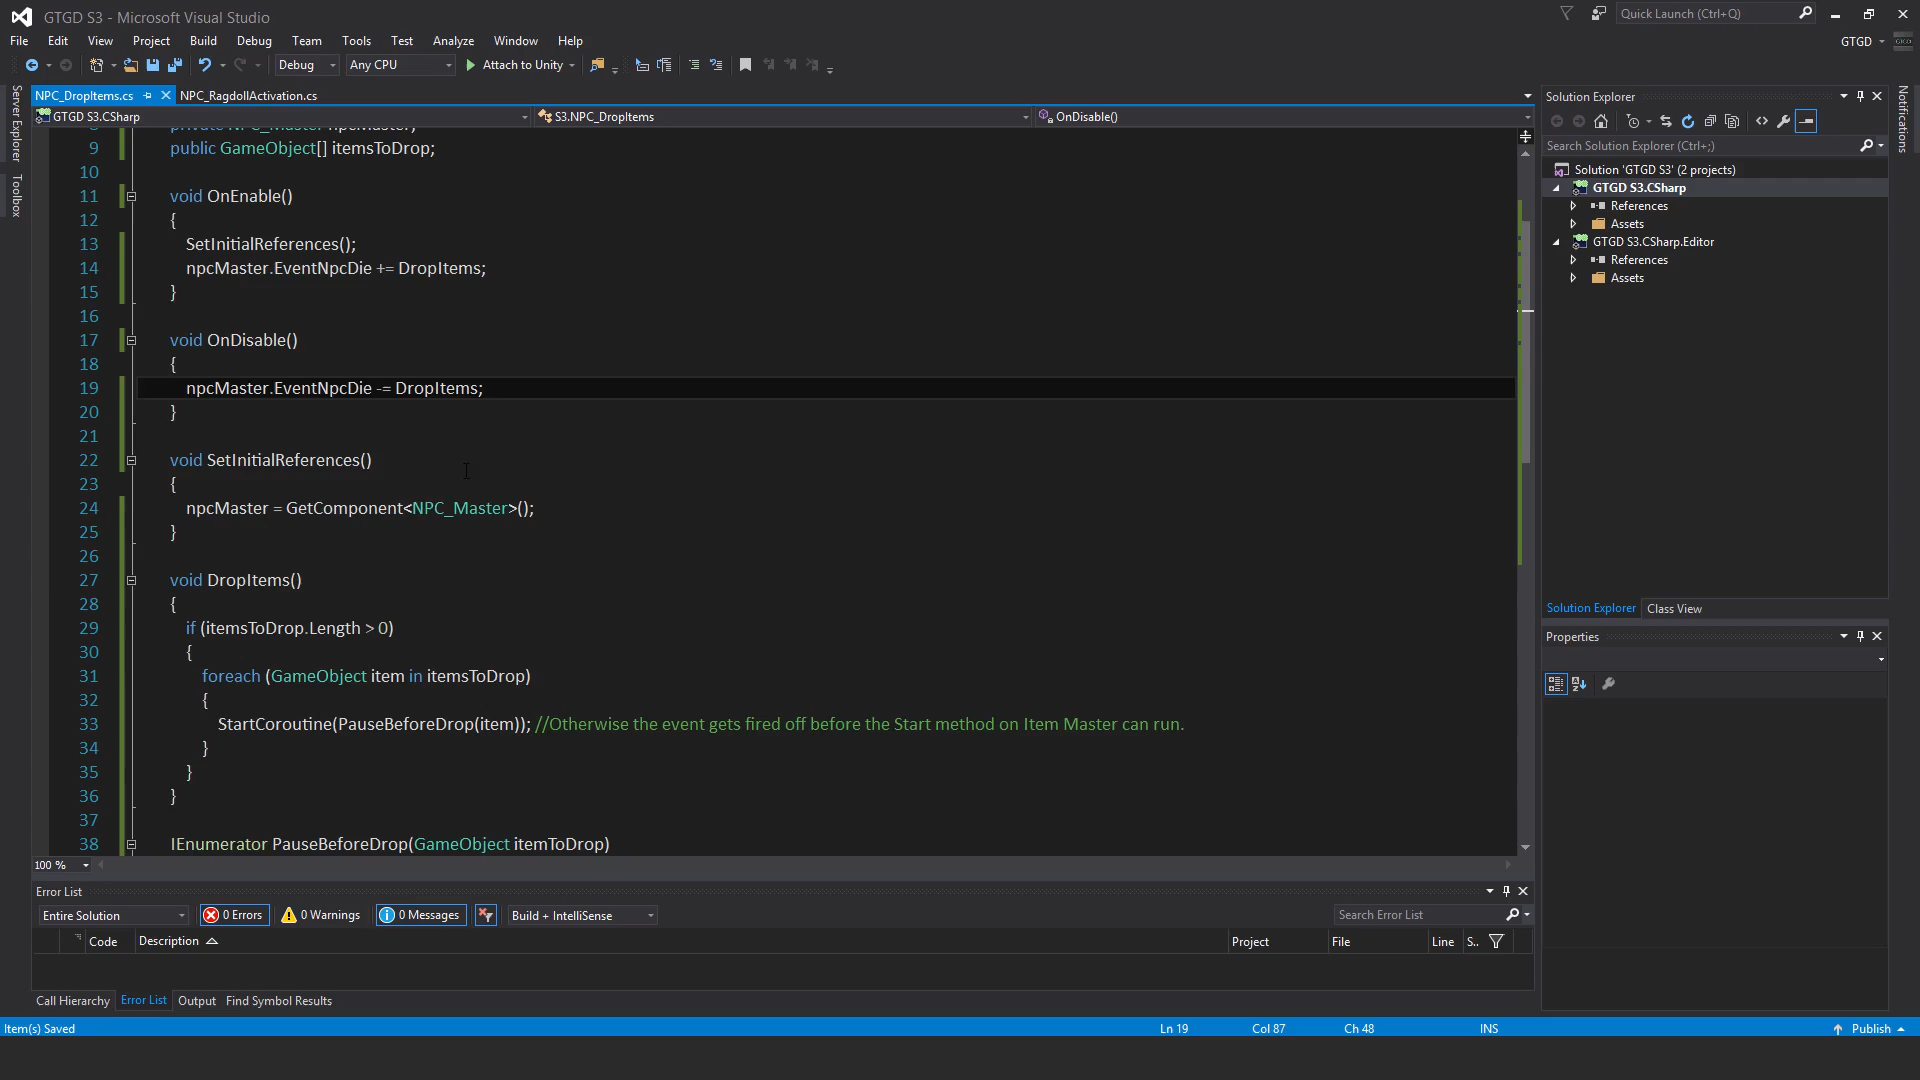 GTGD S3 - Microsoft Visual Studio
Quick Launch (Ctrl+Q)
File Edit View Project Build Debug Team Tools Test Analyze Window Help
GTGD
Debug Any CPU Attach to Unity
Server Explorer
Toolbox
Notifications
NPC_DropItems.cs NPC_RagdollActivation.cs
GTGD S3.CSharp S3.NPC_DropItems OnDisable()
8 private NPC_Master npcMaster;
9 public GameObject[] itemsToDrop;
10
11 void OnEnable()
12 {
13 SetInitialReferences();
14 npcMaster.EventNpcDie += DropItems;
15 }
16
17 void OnDisable()
18 {
19 npcMaster.EventNpcDie -= DropItems;
20 }
21
22 void SetInitialReferences()
23 {
24 npcMaster = GetComponent<NPC_Master>();
25 }
26
27 void DropItems()
28 {
29 if (itemsToDrop.Length > 0)
30 {
31 foreach (GameObject item in itemsToDrop)
32 {
33 StartCoroutine(PauseBeforeDrop(item)); //Otherwise the event gets fired off before the Start method on Item Master can run.
34 }
35 }
36 }
37
38 IEnumerator PauseBeforeDrop(GameObject itemToDrop)
100 %
Solution Explorer
Search Solution Explorer (Ctrl+;)
Solution 'GTGD S3' (2 projects)
GTGD S3.CSharp
References
Assets
GTGD S3.CSharp.Editor
References
Assets
Solution Explorer Class View
Properties
Error List
Entire Solution 0 Errors 0 Warnings 0 Messages Build + IntelliSense Search Error List
Code Description Project File Line S..
Call Hierarchy Error List Output Find Symbol Results
Item(s) Saved Ln 19 Col 87 Ch 48 INS Publish